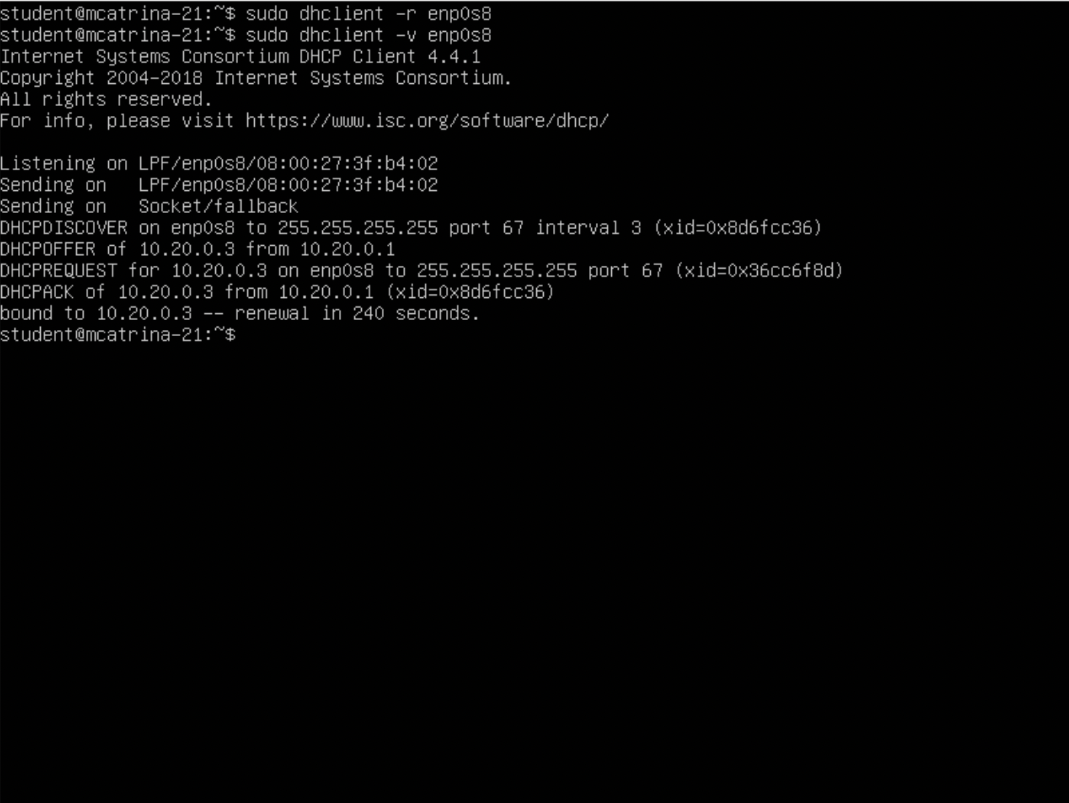 student@mcatrina-21:~$ sudo dhclient -r enp0s8
student@mcatrina-21:~$ sudo dhclient -v enp0s8
Internet Systems Consortium DHCP Client 4.4.1
Copyright 2004-2018 Internet Systems Consortium.
All rights reserved.
For info, please visit https://www.isc.org/software/dhcp/

Listening on LPF/enp0s8/08:00:27:3f:b4:02
Sending on   LPF/enp0s8/08:00:27:3f:b4:02
Sending on   Socket/fallback
DHCPDISCOVER on enp0s8 to 255.255.255.255 port 67 interval 3 (xid=0x8d6fcc36)
DHCPOFFER of 10.20.0.3 from 10.20.0.1
DHCPREQUEST for 10.20.0.3 on enp0s8 to 255.255.255.255 port 67 (xid=0x36cc6f8d)
DHCPACK of 10.20.0.3 from 10.20.0.1 (xid=0x8d6fcc36)
bound to 10.20.0.3 -- renewal in 240 seconds.
student@mcatrina-21:~$